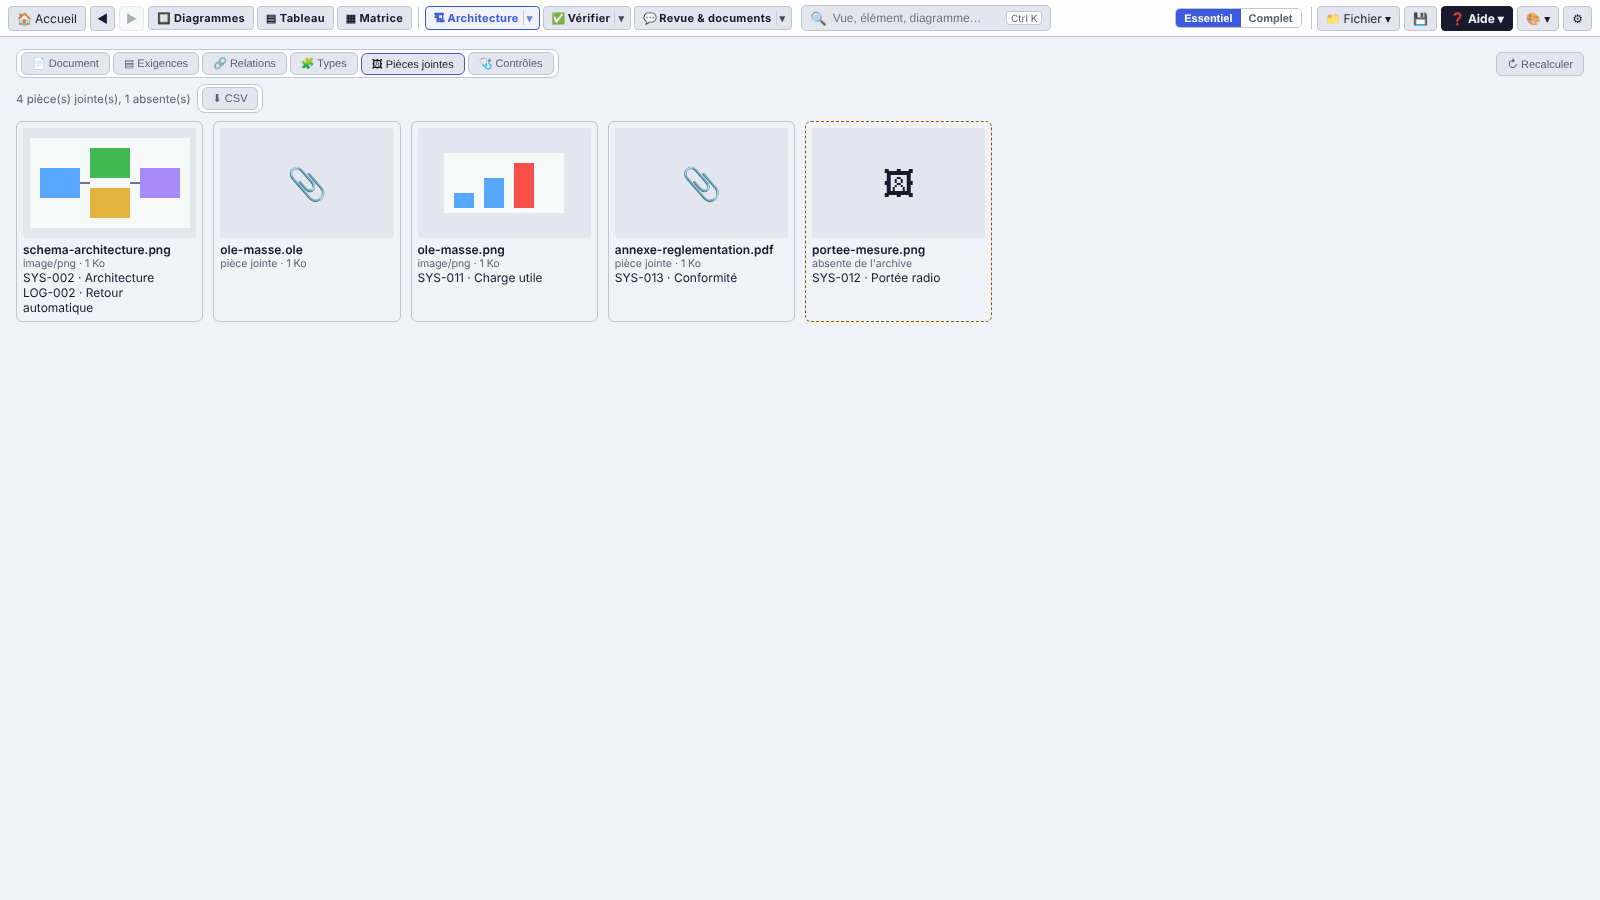 Accueil
Diagrammes
Tableau
Matrice
Architecture
Vérifier
Revue & documents
Vue, élément, diagramme…
Ctrl K
Essentiel
Complet
Fichier
Aide
Document
Exigences
Relations
Types
Pièces jointes
Contrôles
Recalculer
4 pièce(s) jointe(s), 1 absente(s)
CSV
schema-architecture.png
image/png · 1 Ko
SYS-002 · Architecture
LOG-002 · Retour
automatique
ole-masse.ole
pièce jointe · 1 Ko
ole-masse.png
image/png · 1 Ko
SYS-011 · Charge utile
annexe-reglementation.pdf
pièce jointe · 1 Ko
SYS-013 · Conformité
portee-mesure.png
absente de l'archive
SYS-012 · Portée radio